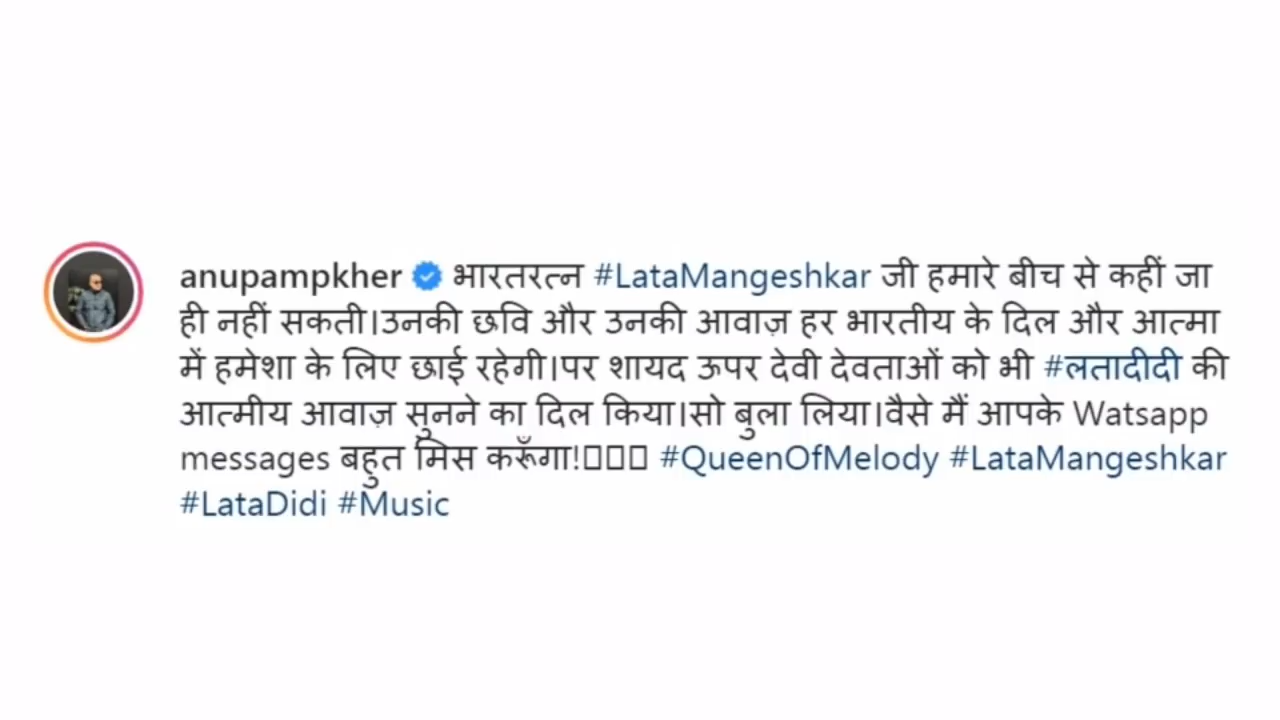 anupampkher भारतरत्न #LataMangeshkar जी हमारे बीच से कहीं जा
ही नहीं सकती।उनकी छवि और उनकी आवाज़ हर भारतीय के दिल और आत्मा
में हमेशा के लिए छाई रहेगी।पर शायद ऊपर देवी देवताओं को भी #लतादीदी की
आत्मीय आवाज़ सुनने का दिल किया।सो बुला लिया।वैसे मैं आपके Watsapp
messages बहुत मिस करूँगा!▯▯▯ #QueenOfMelody #LataMangeshkar
#LataDidi #Music